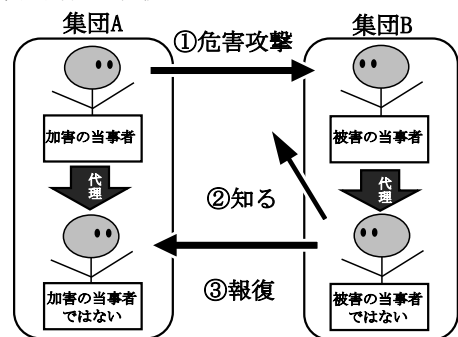 集団A
集団B
①危害攻撃
加害の当事者
被害の当事者
代理
代理
②知る
③報復
加害の当事者
ではない
被害の当事者
ではない